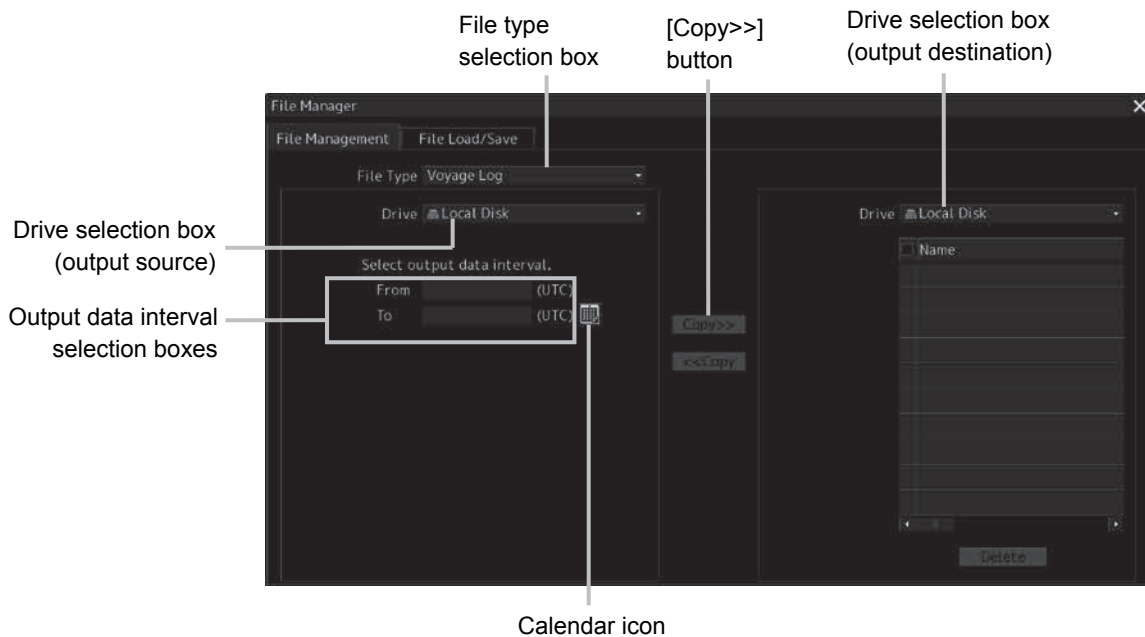 File type
selection box
[Copy>>]
button
Drive selection box
(output destination)
File Manager
File Management
File Load/Save
File Type
Voyage Log
Drive
Local Disk
Drive
Local Disk
Name
Drive selection box
(output source)
Select output data interval.
From
(UTC)
To
(UTC)
Output data interval
selection boxes
Copy>>
<<Copy
Delete
Calendar icon